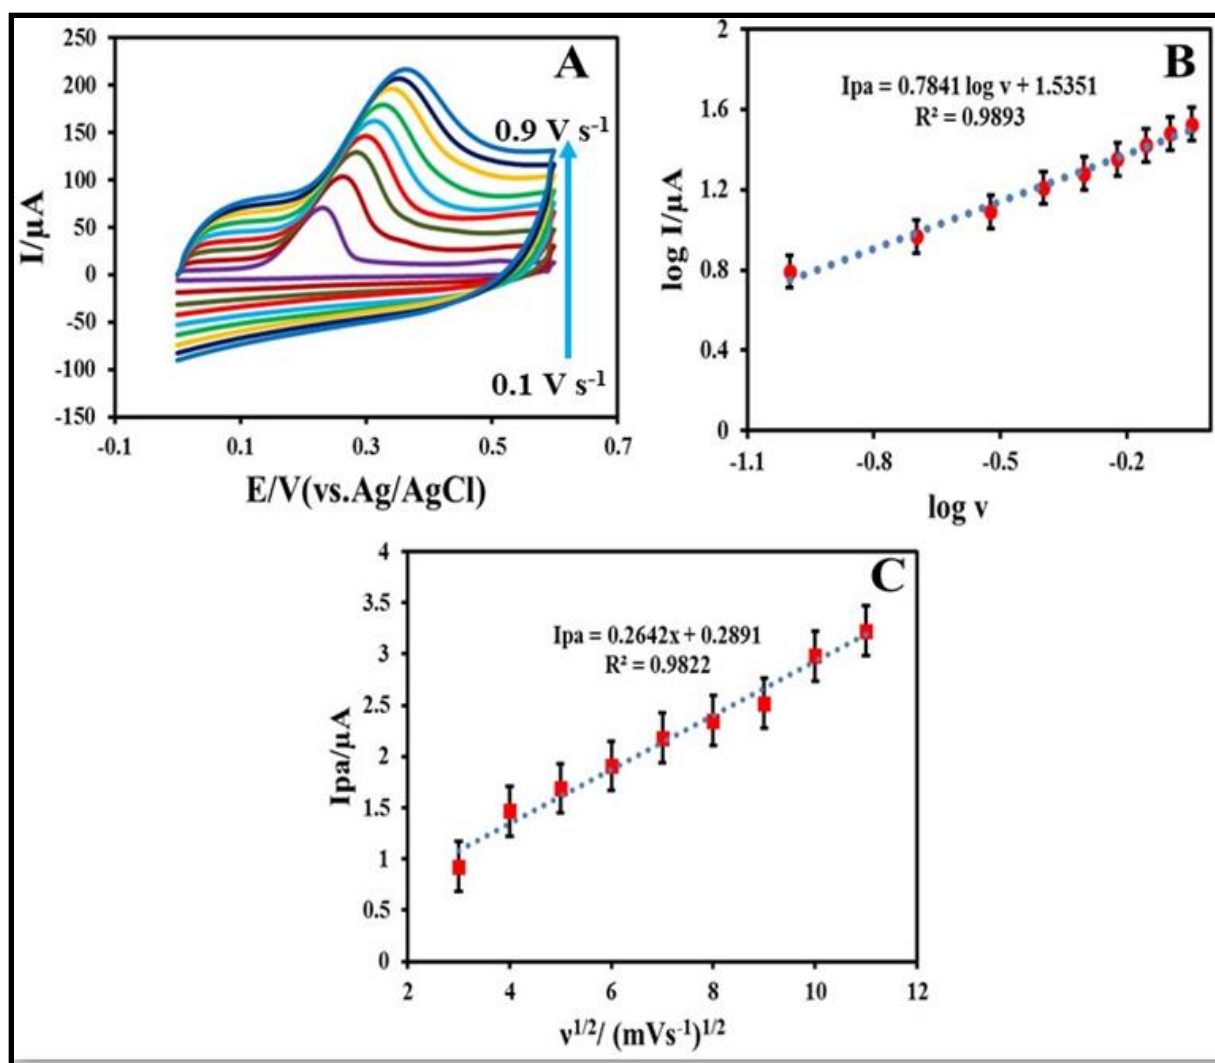 A
250
200
150
100
50
0
-50
-100
-150
I/µA
0.9 V s-1
0.1 V s-1
-0.1
0.1
0.3
0.5
0.7
E/V(vs.Ag/AgCl)
B
2
1.6
1.2
0.8
0.4
0
log I/µA
Ipa = 0.7841 log v + 1.5351
R² = 0.9893
-1.1
-0.8
-0.5
-0.2
log v
C
4
3.5
3
2.5
2
1.5
1
0.5
0
Ipa/µA
Ipa = 0.2642x + 0.2891
R² = 0.9822
2
4
6
8
10
12
ν1/2/ (mVs-1)1/2